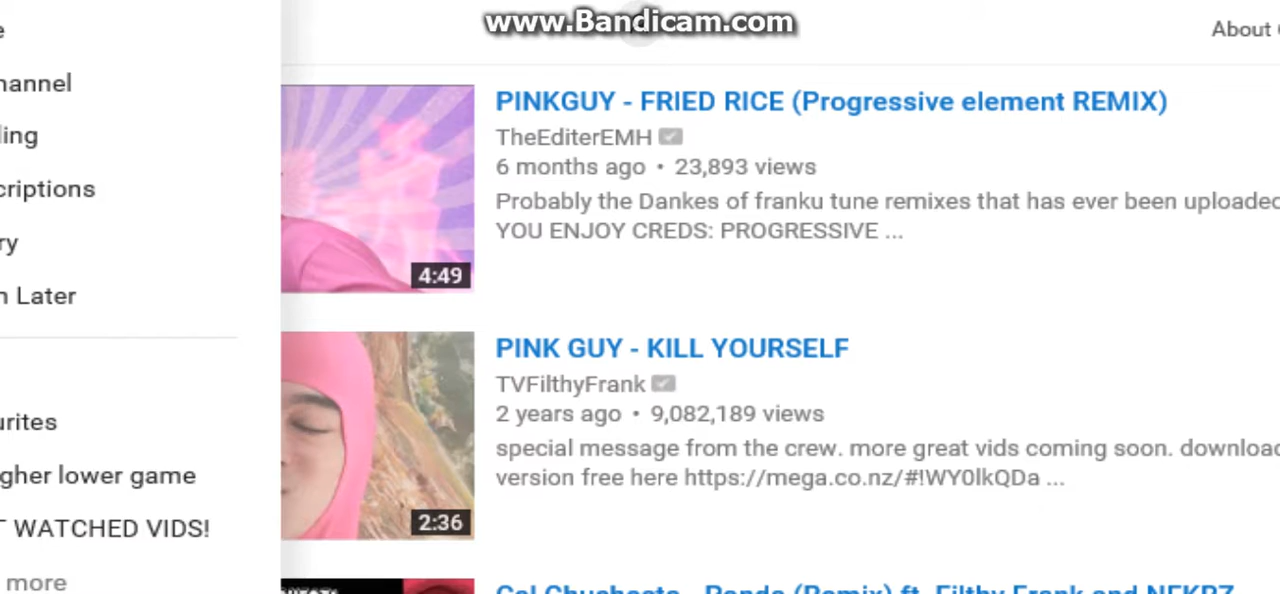 www.Bandicam.com
About
hannel
criptions
Later
urites
gher lower game
WATCHED VIDS!
more
PINKGUY - FRIED RICE (Progressive element REMIX)
TheEditerEMH
6 months ago • 23,893 views
Probably the Dankes of franku tune remixes that has ever been uploaded
YOU ENJOY CREDS: PROGRESSIVE ...
4:49
PINK GUY - KILL YOURSELF
TVFilthyFrank
2 years ago • 9,082,189 views
special message from the crew. more great vids coming soon. download
version free here https://mega.co.nz/#!WY0lkQDa ...
2:36